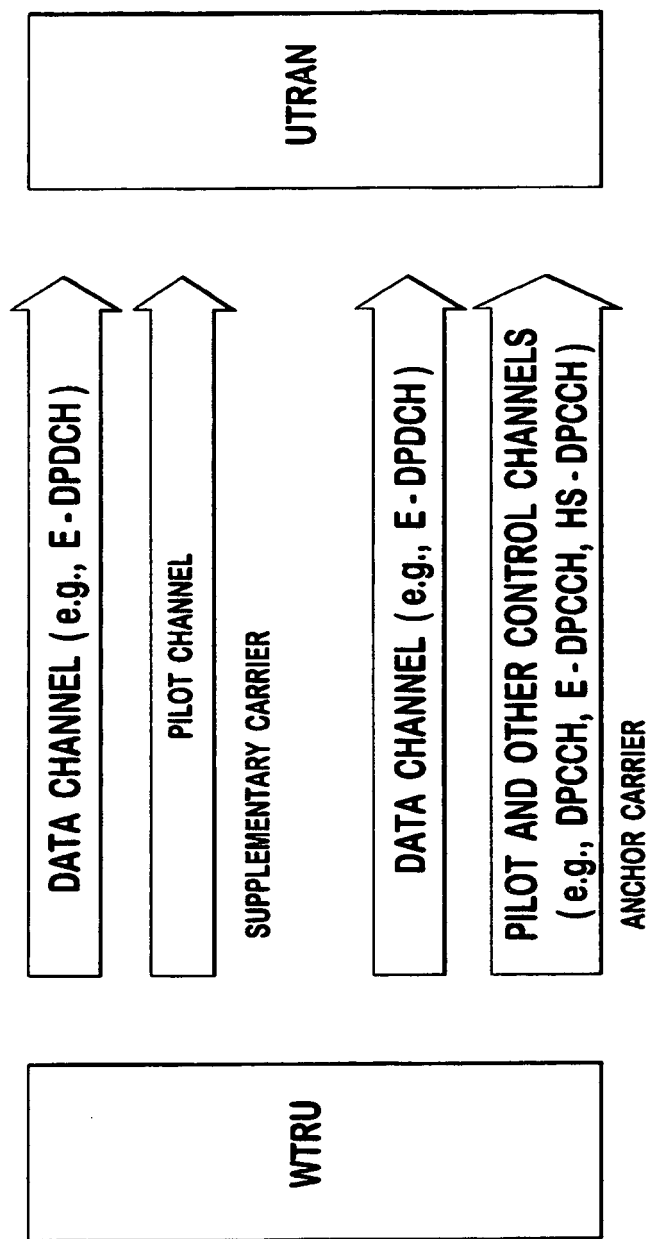 WTRU
DATA CHANNEL (e.g., E-DPDCH)
PILOT CHANNEL
SUPPLEMENTARY CARRIER
DATA CHANNEL (e.g., E-DPDCH)
PILOT AND OTHER CONTROL CHANNELS
(e.g., DPCCH, E-DPCCH, HS-DPCCH)
ANCHOR CARRIER
UTRAN